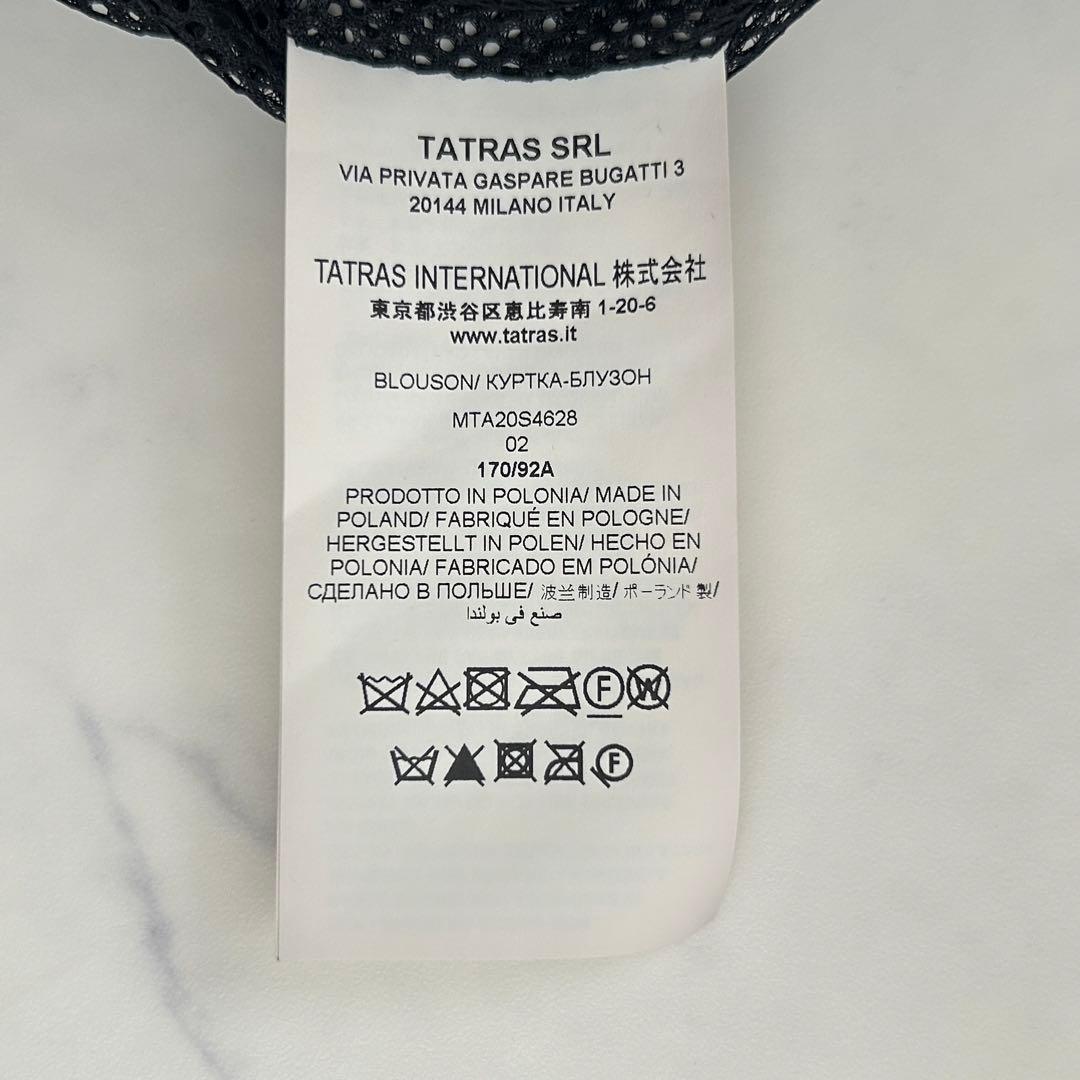 TATRAS SRL
VIA PRIVATA GASPARE BUGATTI 3
20144 MILANO ITALY
TATRAS INTERNATIONAL 株式会社
東京都渋谷区恵比寿南 1-20-6
www.tatras.it
BLOUSON/ КУРТКА-БЛУЗОН
MTA20S4628
02
170/92A
PRODOTTO IN POLONIA/ MADE IN
POLAND/ FABRIQUÉ EN POLOGNE/
HERGESTELLT IN POLEN/ HECHO EN
POLONIA/ FABRICADO EM POLÓNIA/
СДЕЛАНО В ПОЛЬШЕ/ 波兰制造/ ポーランド製/
صنع في بولندا
F W
F